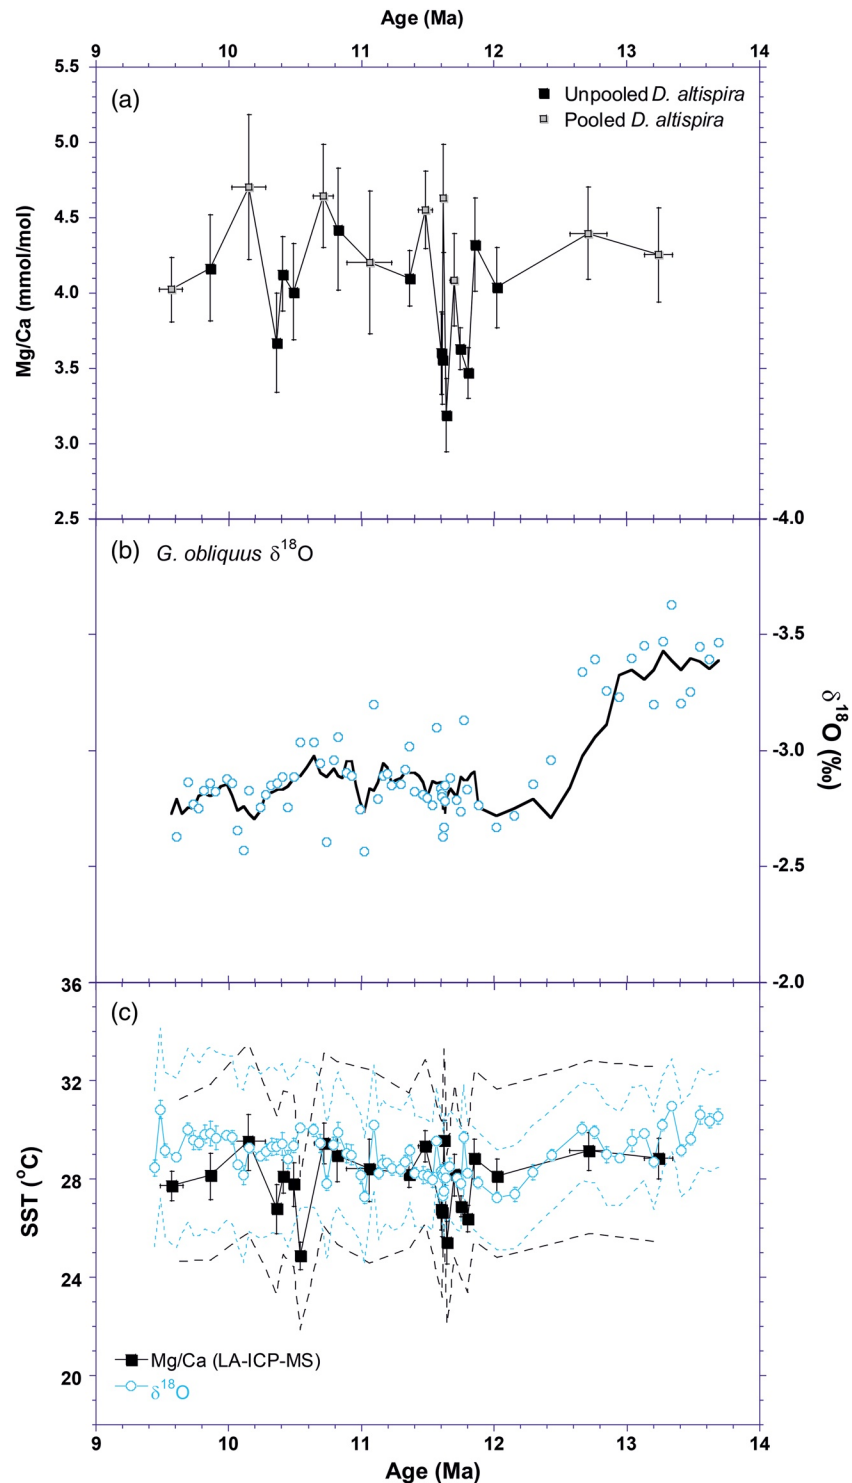 Age (Ma)
9 10 11 12 13 14
5.5
(a)
Unpooled D. altispira
Pooled D. altispira
5.0
4.5
Mg/Ca (mmol/mol)
4.0
3.5
3.0
2.5 -4.0
(b) G. obliquus δ18O
-3.5
δ18O (‰)
-3.0
-2.5
36 -2.0
(c)
32
SST (°C)
28
24
Mg/Ca (LA-ICP-MS)
20
δ18O
9 10 11 12 13 14
Age (Ma)